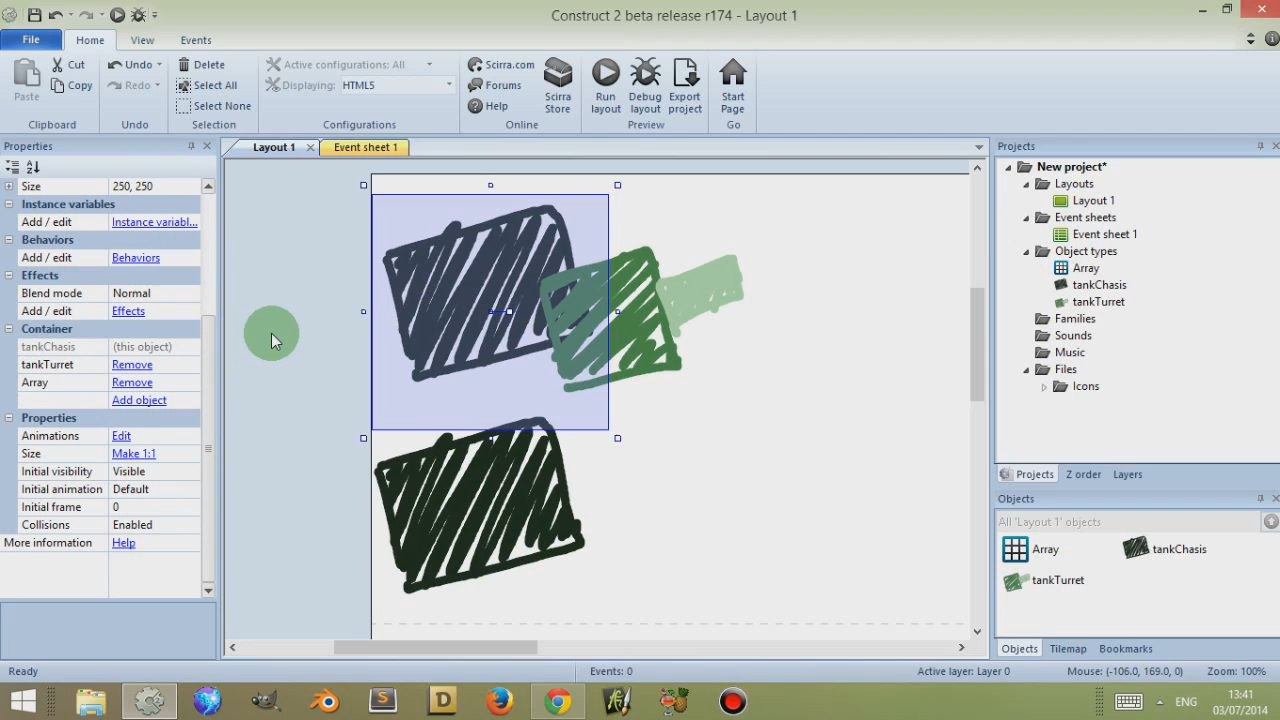 Construct 2 beta release r174 - Layout 1
File Home View Events
Paste Cut Copy Clipboard
Undo Redo Undo
Delete Select All Select None Selection
Active configurations: All
Displaying: HTML5
Configurations
Scirra.com Forums Help Scirra Store Online
Run layout Debug layout Export project Preview
Start Page Go
Properties
Layout 1 Event sheet 1
Size 250, 250
Instance variables
Add / edit Instance variabl...
Behaviors
Add / edit Behaviors
Effects
Blend mode Normal
Add / edit Effects
Container
tankChasis (this object)
tankTurret Remove
Array Remove
Add object
Properties
Animations Edit
Size Make 1:1
Initial visibility Visible
Initial animation Default
Initial frame 0
Collisions Enabled
More information Help
Projects
New project*
Layouts
Layout 1
Event sheets
Event sheet 1
Object types
Array
tankChasis
tankTurret
Families
Sounds
Music
Files
Icons
Projects Z order Layers
Objects
All 'Layout 1' objects
Array tankChasis
tankTurret
Objects Tilemap Bookmarks
Ready Events: 0 Active layer: Layer 0 Mouse: (-106.0, 169.0, 0) Zoom: 100%
ENG 13:41
03/07/2014